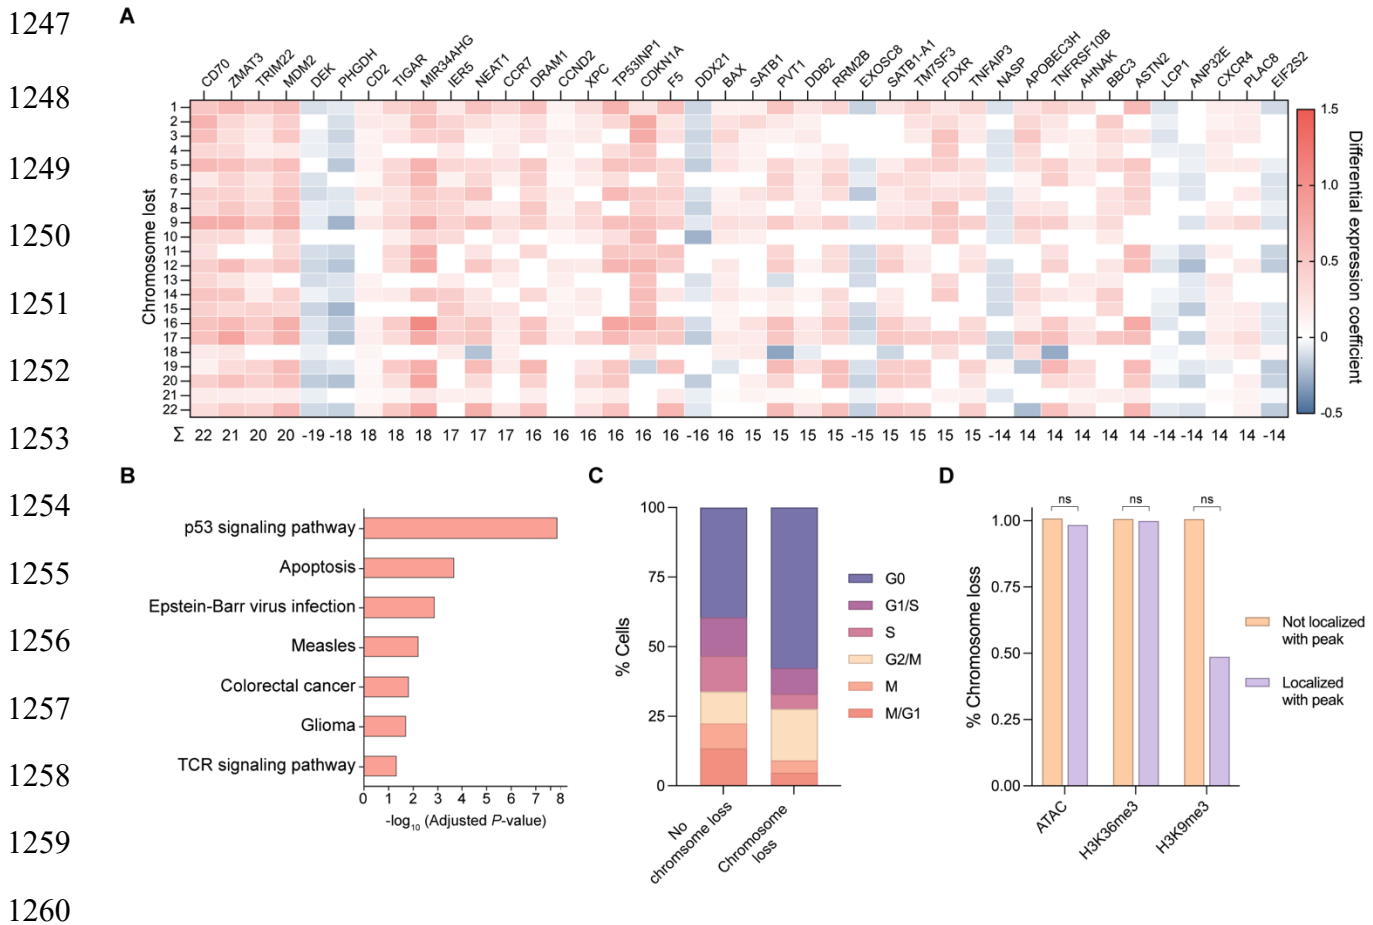 1247
1248
1249
1250
1251
1252
1253
1254
1255
1256
1257
1258
1259
1260
A
CD70 ZMAT3 TRIM22 MDM2 DEK PHGDH CD2 TIGAR MIR34AHG IER5 NEAT1 CCR7 DRAM1 CCND2 XPC TP53INP1 CDKN1A F5 DDX21 BAX SATB1 PVT1 DDB2 RRM2B EXOSC8 SATB1-A1 TM7SF3 FDXR TNFAIP3 NASP APOBEC3H TNFRSF10B AHNAK BBC3 ASTN2 LCP1 ANP32E CXCR4 PLAC8 EIF2S2
Chromosome lost
1
2
3
4
5
6
7
8
9
10
11
12
13
14
15
16
17
18
19
20
21
22
Σ 22 21 20 20 -19 -18 18 18 18 17 17 17 16 16 16 16 16 16 -16 16 15 15 15 15 -15 15 15 15 15 -14 14 14 14 14 14 -14 -14 14 14 -14
1.5
1.0
0.5
0
-0.5
Differential expression coefficient
B
p53 signaling pathway
Apoptosis
Epstein-Barr virus infection
Measles
Colorectal cancer
Glioma
TCR signaling pathway
0 1 2 3 4 5 6 7 8
-log10 (Adjusted P-value)
C
% Cells
100
75
50
25
0
No
chromsome loss
Chromosome
loss
G0
G1/S
S
G2/M
M
M/G1
D
% Chromosome loss
ns ns ns
1.00
0.75
0.50
0.25
0.00
ATAC
H3K36me3
H3K9me3
Not localized
with peak
Localized
with peak